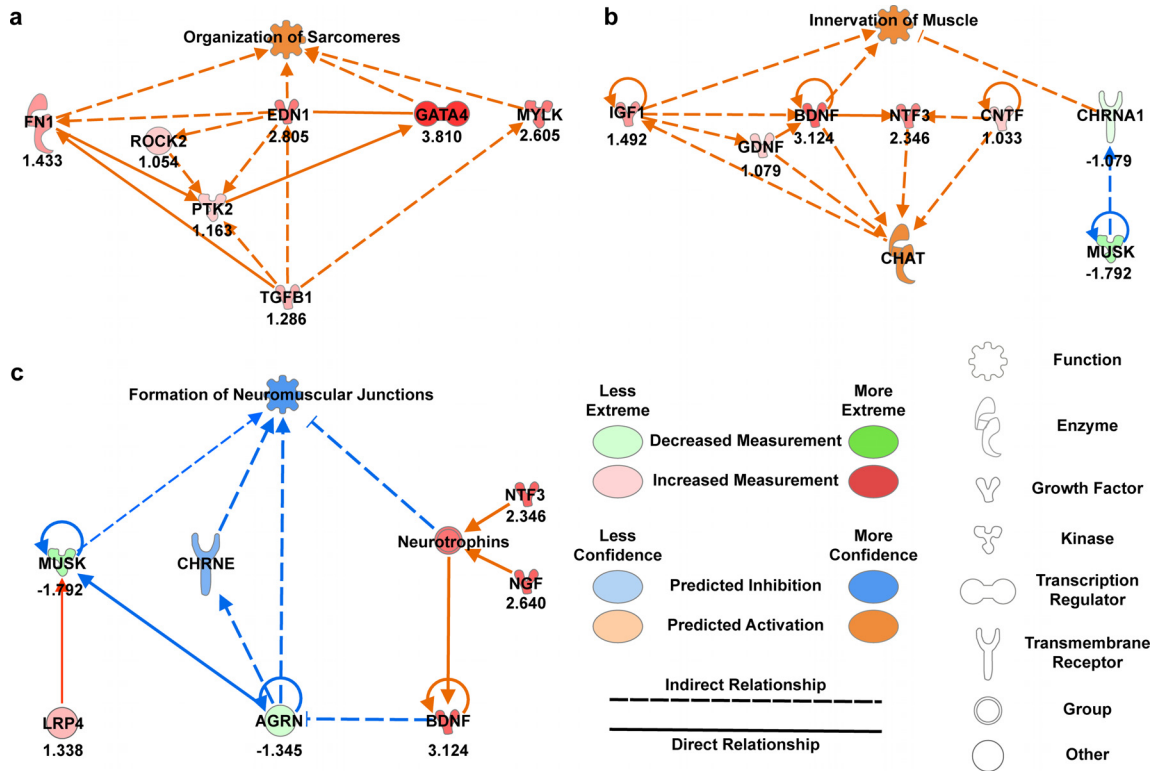 a
Organization of Sarcomeres
FN1
1.433
ROCK2
1.054
EDN1
2.805
GATA4
3.810
MYLK
2.605
PTK2
1.163
TGFB1
1.286
b
Innervation of Muscle
IGF1
1.492
GDNF
1.079
BDNF
3.124
NTF3
2.346
CNTF
1.033
CHRNA1
-1.079
CHAT
MUSK
-1.792
c
Formation of Neuromuscular Junctions
MUSK
-1.792
CHRNE
NTF3
2.346
Neurotrophins
NGF
2.640
LRP4
1.338
AGRN
-1.345
BDNF
3.124
Less
Extreme
More
Extreme
Decreased Measurement
Increased Measurement
Less
Confidence
More
Confidence
Predicted Inhibition
Predicted Activation
Indirect Relationship
Direct Relationship
Function
Enzyme
Growth Factor
Kinase
Transcription
Regulator
Transmembrane
Receptor
Group
Other